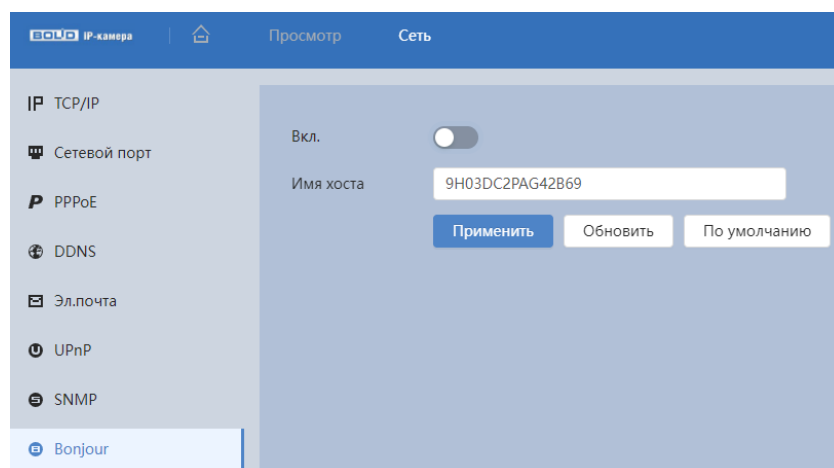 BOLID IP-камера Просмотр Сеть
TCP/IP
Сетевой порт
PPPoE
DDNS
Эл.почта
UPnP
SNMP
Bonjour
Вкл.
Имя хоста 9H03DC2PAG42B69
Применить Обновить По умолчанию